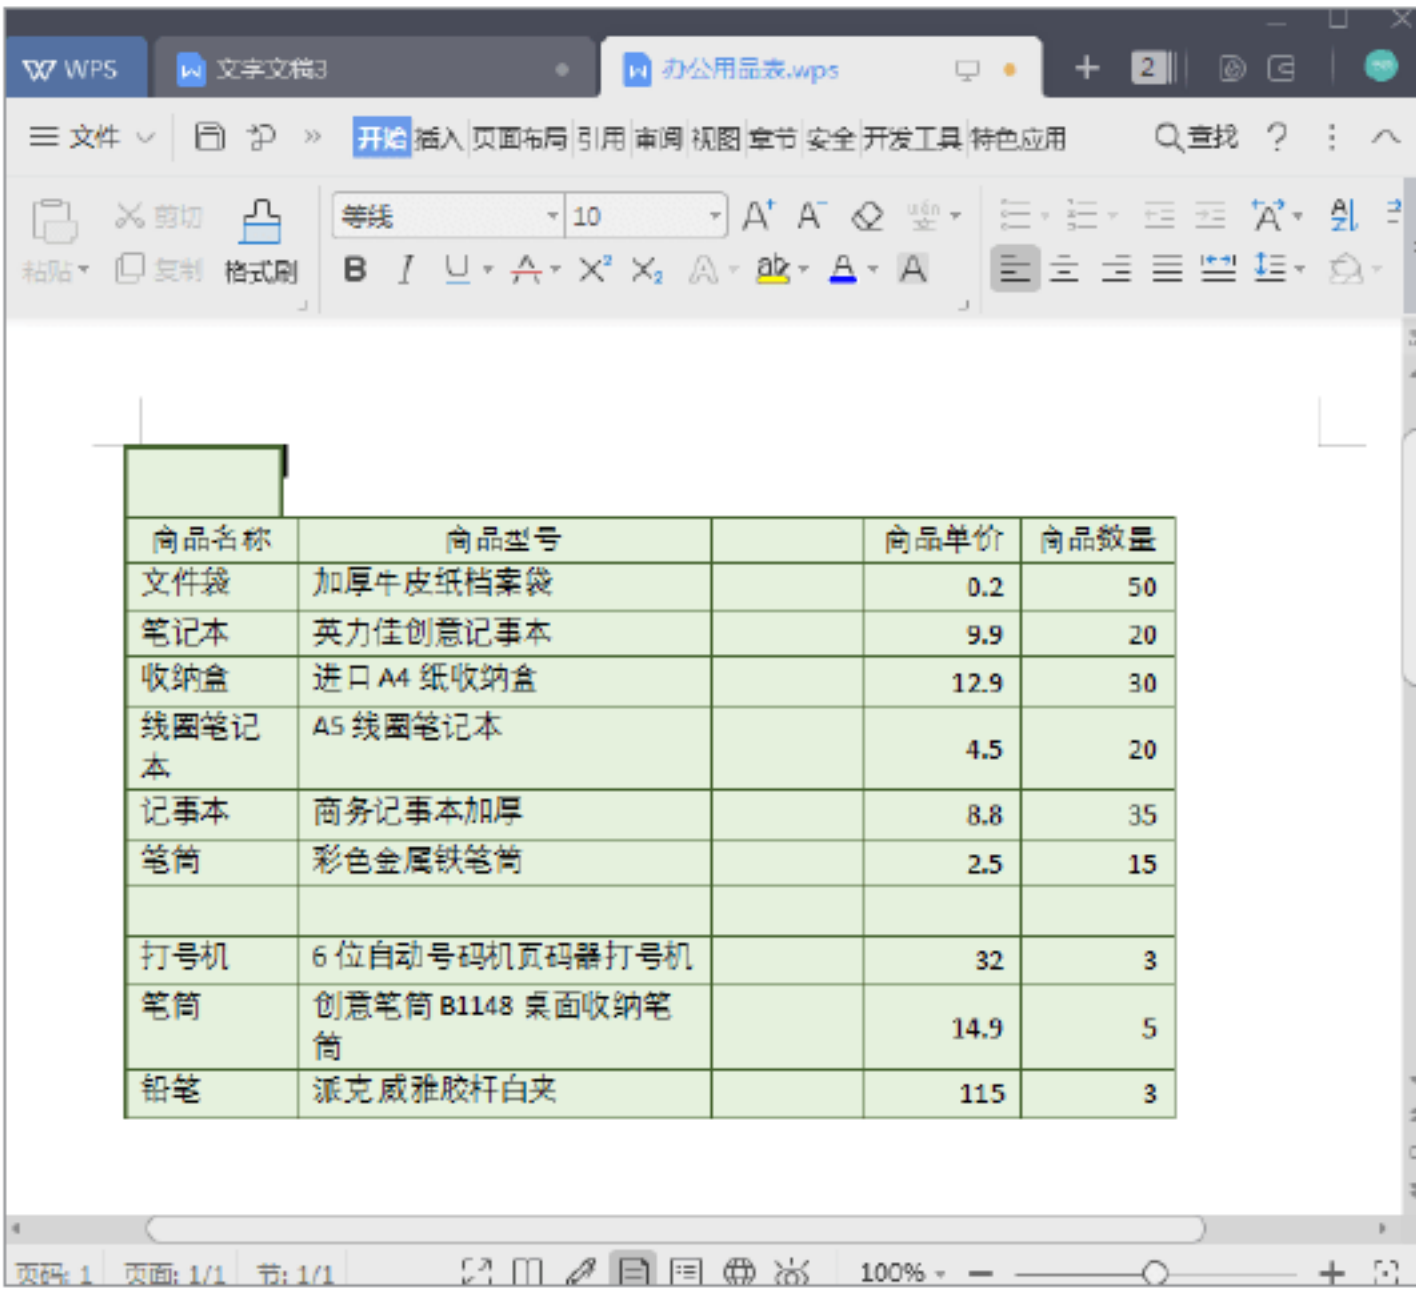 WPS 文字文稿3 办公用品表.wps 2
文件 开始 插入 页面布局 引用 审阅 视图 章节 安全 开发工具 特色应用 查找
剪切 等线 10
粘贴 复制 格式刷
商品名称 商品型号 商品单价 商品数量
文件袋 加厚牛皮纸档案袋 0.2 50
笔记本 英力佳创意记事本 9.9 20
收纳盒 进口 A4 纸收纳盒 12.9 30
线圈笔记
本 A5 线圈笔记本 4.5 20
记事本 商务记事本加厚 8.8 35
笔筒 彩色金属铁笔筒 2.5 15
打号机 6 位自动号码机页码器打号机 32 3
笔筒 创意笔筒 B1148 桌面收纳笔
筒 14.9 5
铅笔 派克威雅胶杆白夹 115 3
页码: 1 页面: 1/1 节: 1/1 100%